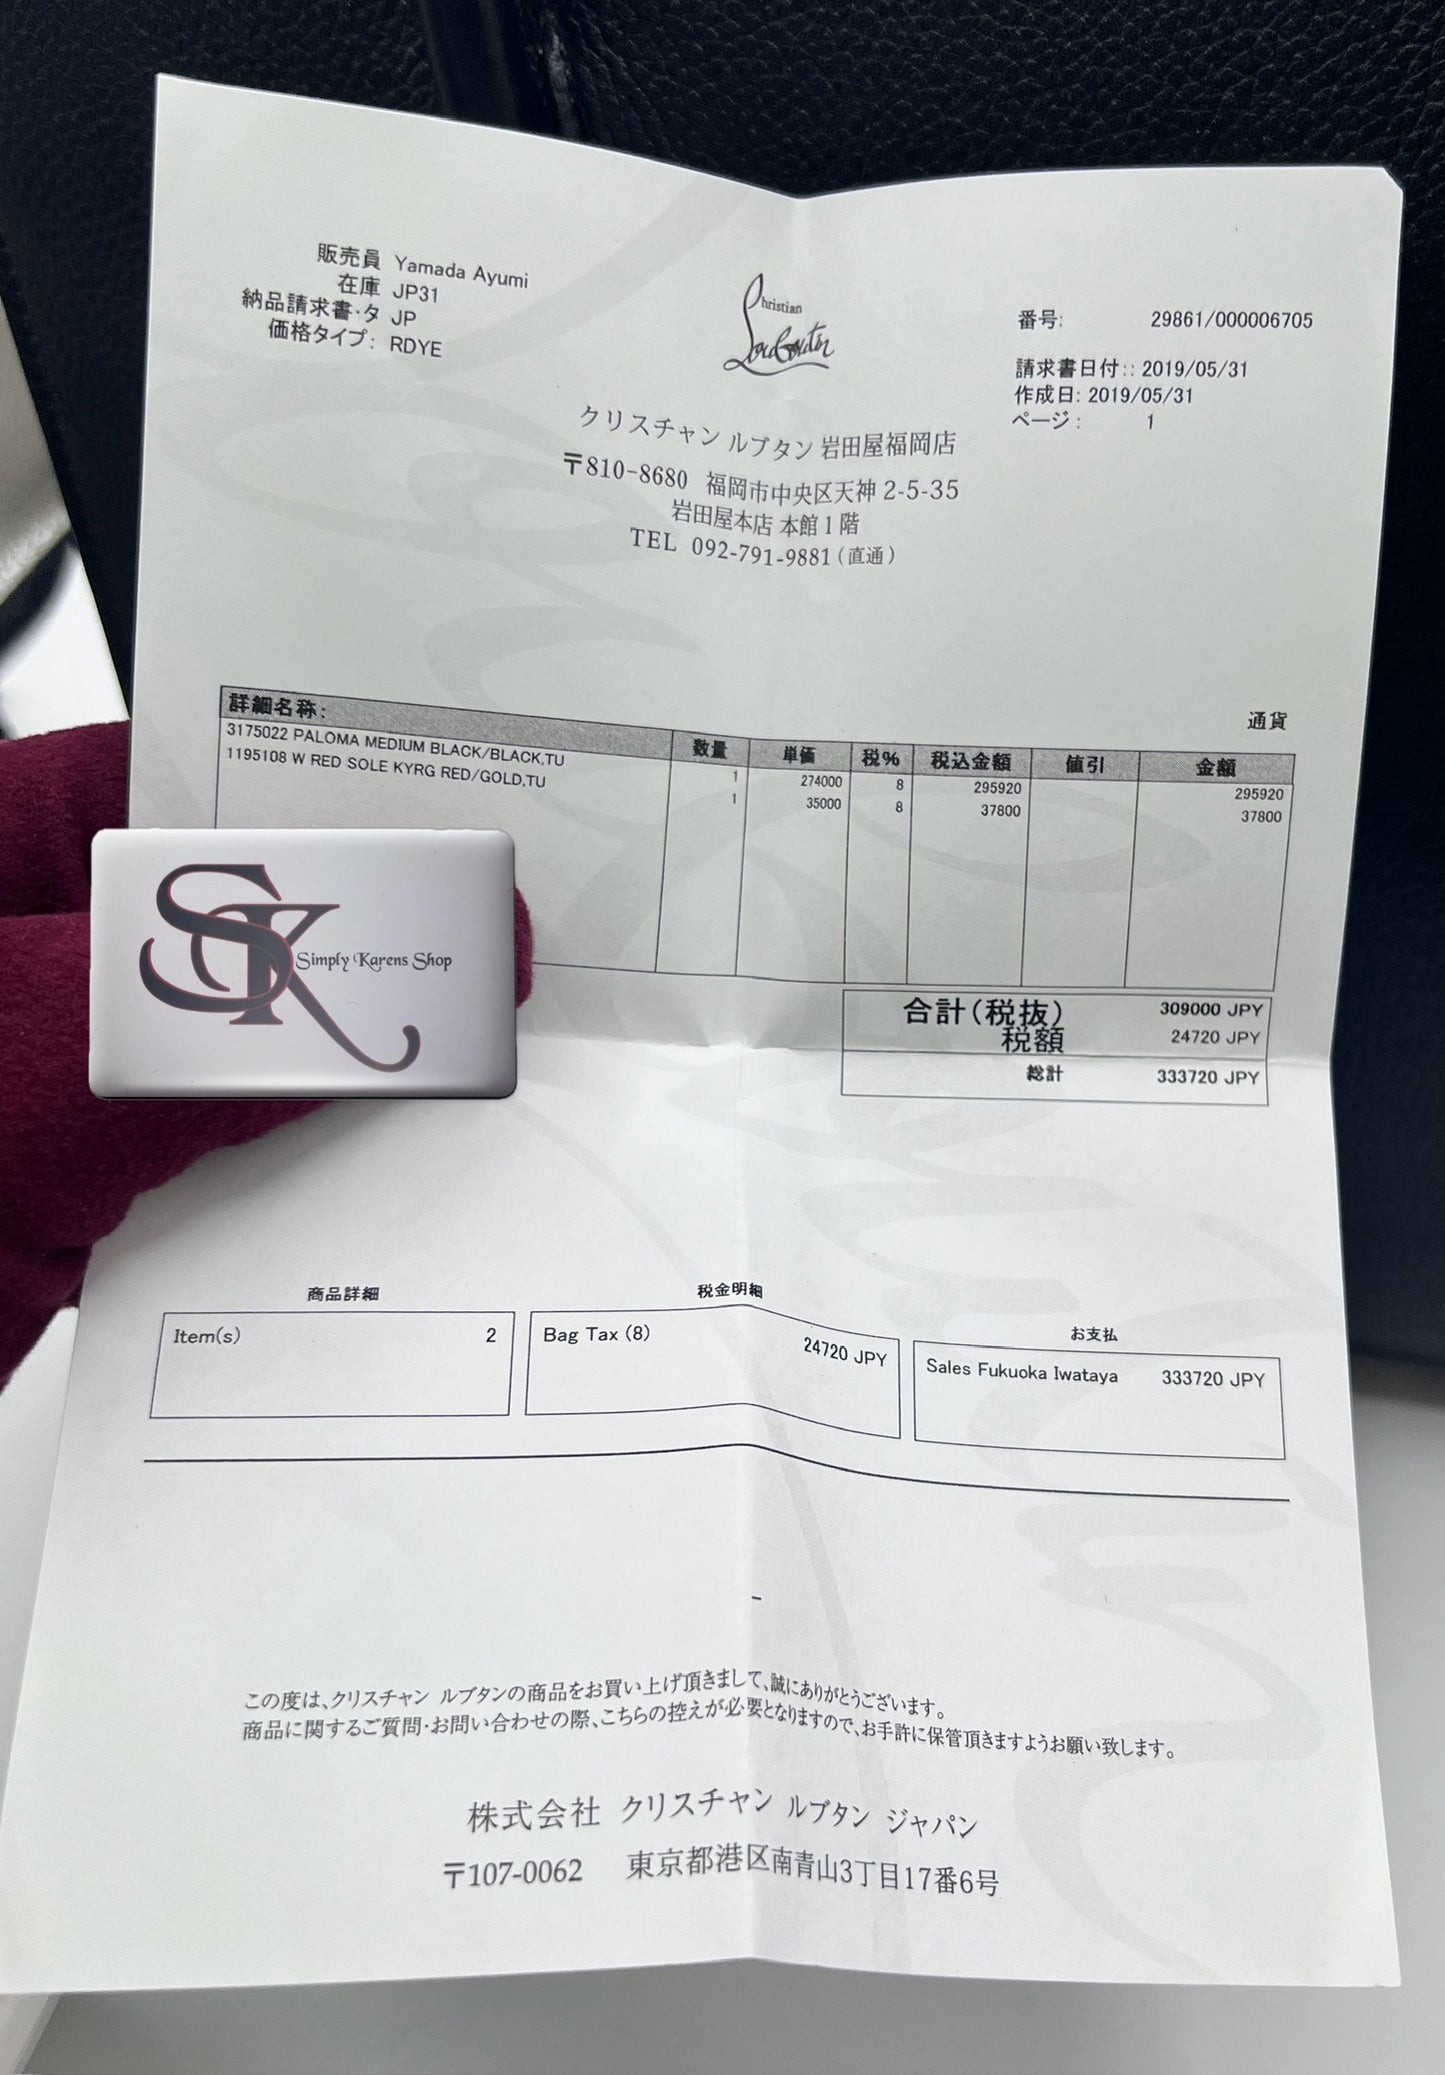 販売員 Yamada Ayumi
在庫 JP31
納品請求書・タ JP
価格タイプ: RDYE
Christian
Louboutin
番号: 29861/000006705
請求書日付:: 2019/05/31
作成日: 2019/05/31
ページ: 1
クリスチャン ルブタン 岩田屋福岡店
〒810-8680 福岡市中央区天神 2-5-35
岩田屋本店 本館 1 階
TEL 092-791-9881 (直通)
通貨
詳細名称: 数量 単価 税% 税込金額 値引 金額
3175022 PALOMA MEDIUM BLACK/BLACK,TU 1 274000 8 295920 295920
1195108 W RED SOLE KYRG RED/GOLD,TU 1 35000 8 37800 37800
SK Simply Karens Shop
合計(税抜) 309000 JPY
税額 24720 JPY
総計 333720 JPY
商品詳細 税金明細 お支払
Item(s) 2 Bag Tax (8) 24720 JPY Sales Fukuoka Iwataya 333720 JPY
-
この度は、クリスチャン ルブタンの商品をお買い上げ頂きまして、誠にありがとうございます。
商品に関するご質問・お問い合わせの際、こちらの控えが必要となりますので、お手許に保管頂きますようお願い致します。
株式会社 クリスチャン ルブタン ジャパン
〒107-0062 東京都港区南青山3丁目17番6号